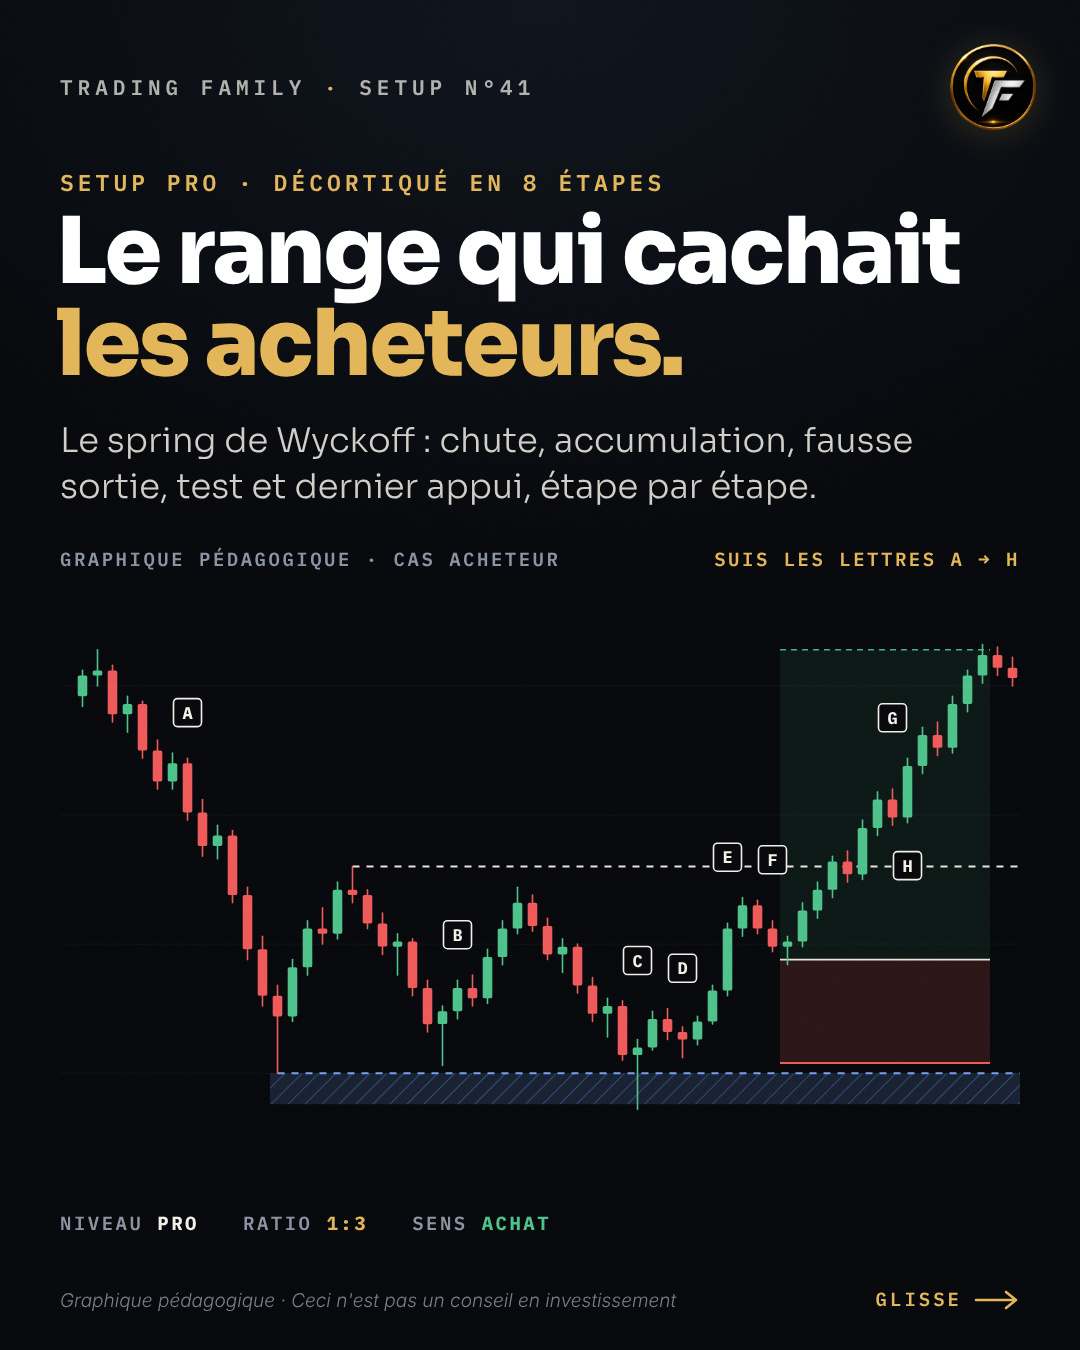 TRADING FAMILY · SETUP N°41
TF
SETUP PRO · DÉCORTIQUÉ EN 8 ÉTAPES
Le range qui cachait
les acheteurs.
Le spring de Wyckoff : chute, accumulation, fausse
sortie, test et dernier appui, étape par étape.
GRAPHIQUE PÉDAGOGIQUE · CAS ACHETEUR
SUIS LES LETTRES A → H
A
G
E
F
H
B
C
D
NIVEAU PRO
RATIO 1:3
SENS ACHAT
Graphique pédagogique · Ceci n'est pas un conseil en investissement
GLISSE →